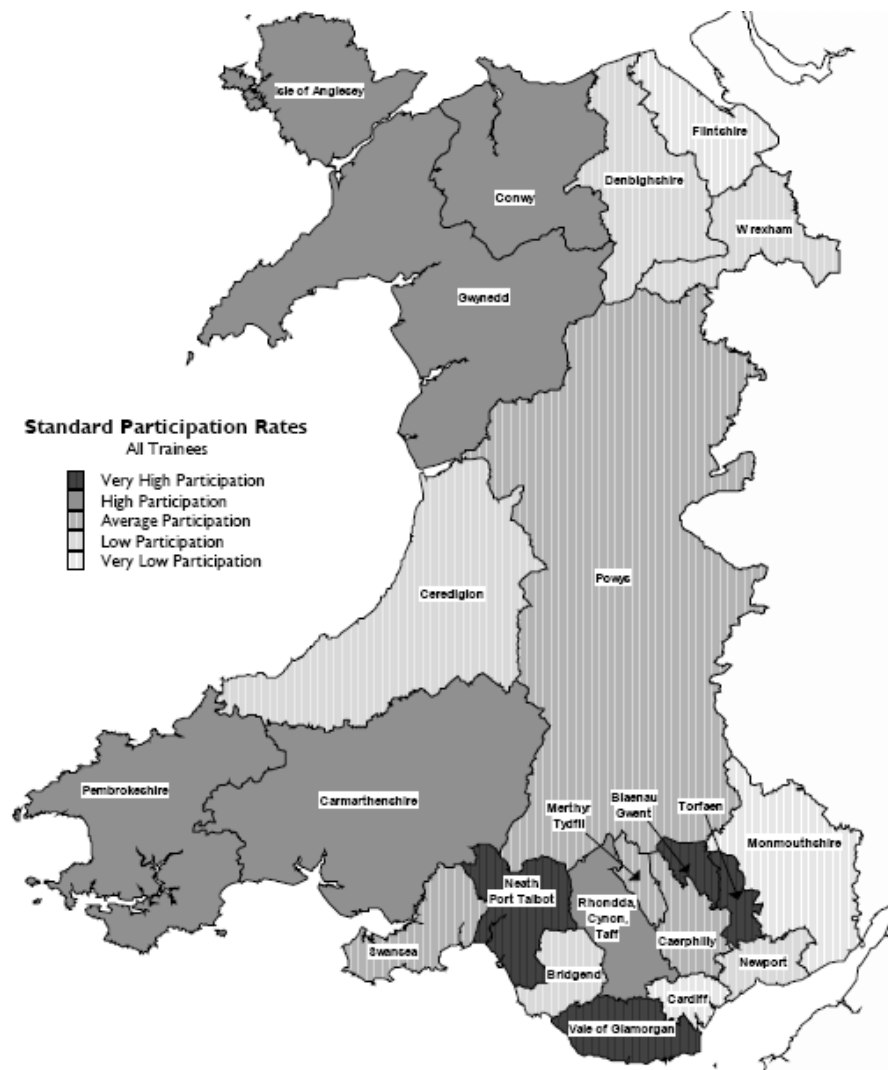 Isle of Anglesey
Flintshire
Denbighshire
Conwy
Wrexham
Gwynedd
Standard Participation Rates
All Trainees
Very High Participation
High Participation
Average Participation
Low Participation
Very Low Participation
Powys
Ceredigion
Pembrokeshire
Carmarthenshire
Merthyr
Tydfil
Blaenau
Gwent
Torfaen
Monmouthshire
Neath
Port Talbot
Rhondda,
Cynon,
Taff
Caerphilly
Swansea
Bridgend
Newport
Cardiff
Vale of Glamorgan